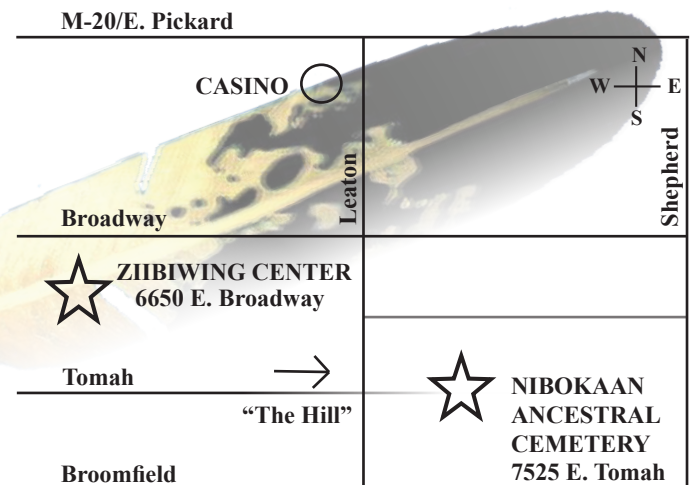 M-20/E. Pickard
CASINO
N
W E
S
Leaton
Shepherd
Broadway
ZIIBIWING CENTER
6650 E. Broadway
Tomah
“The Hill”
NIBOKAAN
ANCESTRAL
CEMETERY
7525 E. Tomah
Broomfield